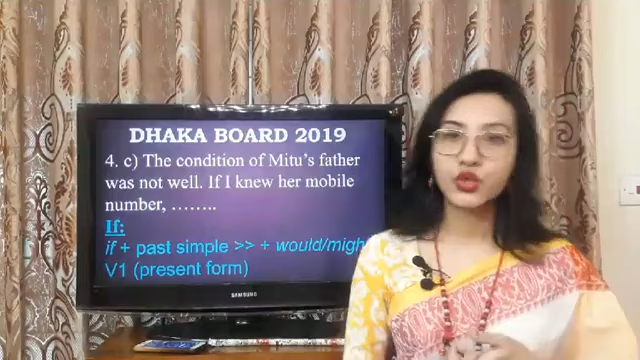 DHAKA BOARD 2019
4. c) The condition of Mitu's father
was not well. If I knew her mobile
number, ……..
If:
if + past simple >> + would/migh
V1 (present form)
SAMSUNG